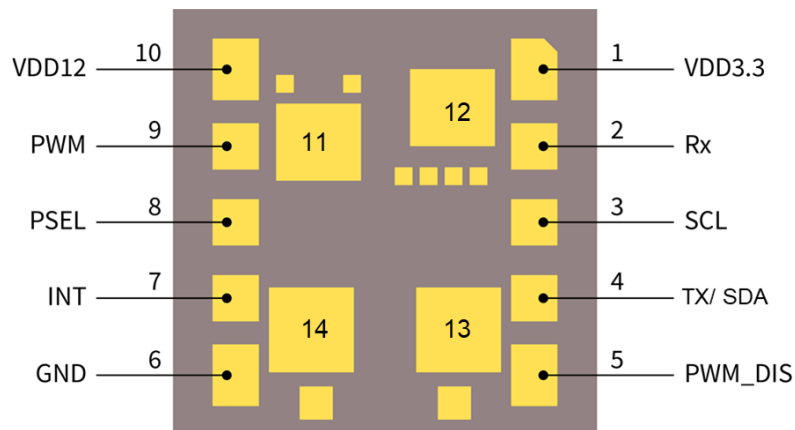 VDD12 10 1 VDD3.3
11 12
PWM 9 2 Rx
PSEL 8 3 SCL
INT 7 4 TX/ SDA
14 13
GND 6 5 PWM_DIS